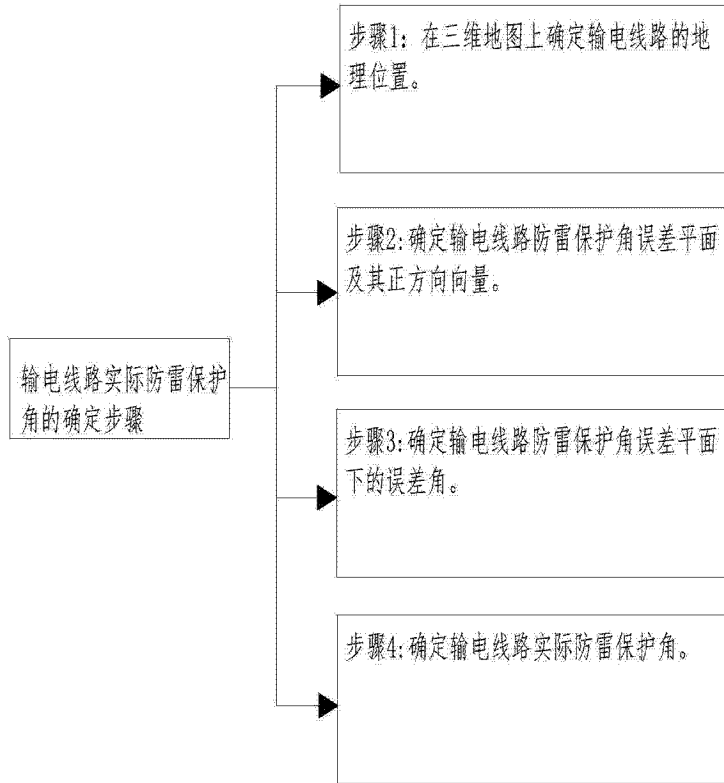 步骤1: 在三维地图上确定输电线路的地
理位置。
步骤2:确定输电线路防雷保护角误差平面
及其正方向向量。
输电线路实际防雷保护
角的确定步骤
步骤3:确定输电线路防雷保护角误差平面
下的误差角。
步骤4:确定输电线路实际防雷保护角。